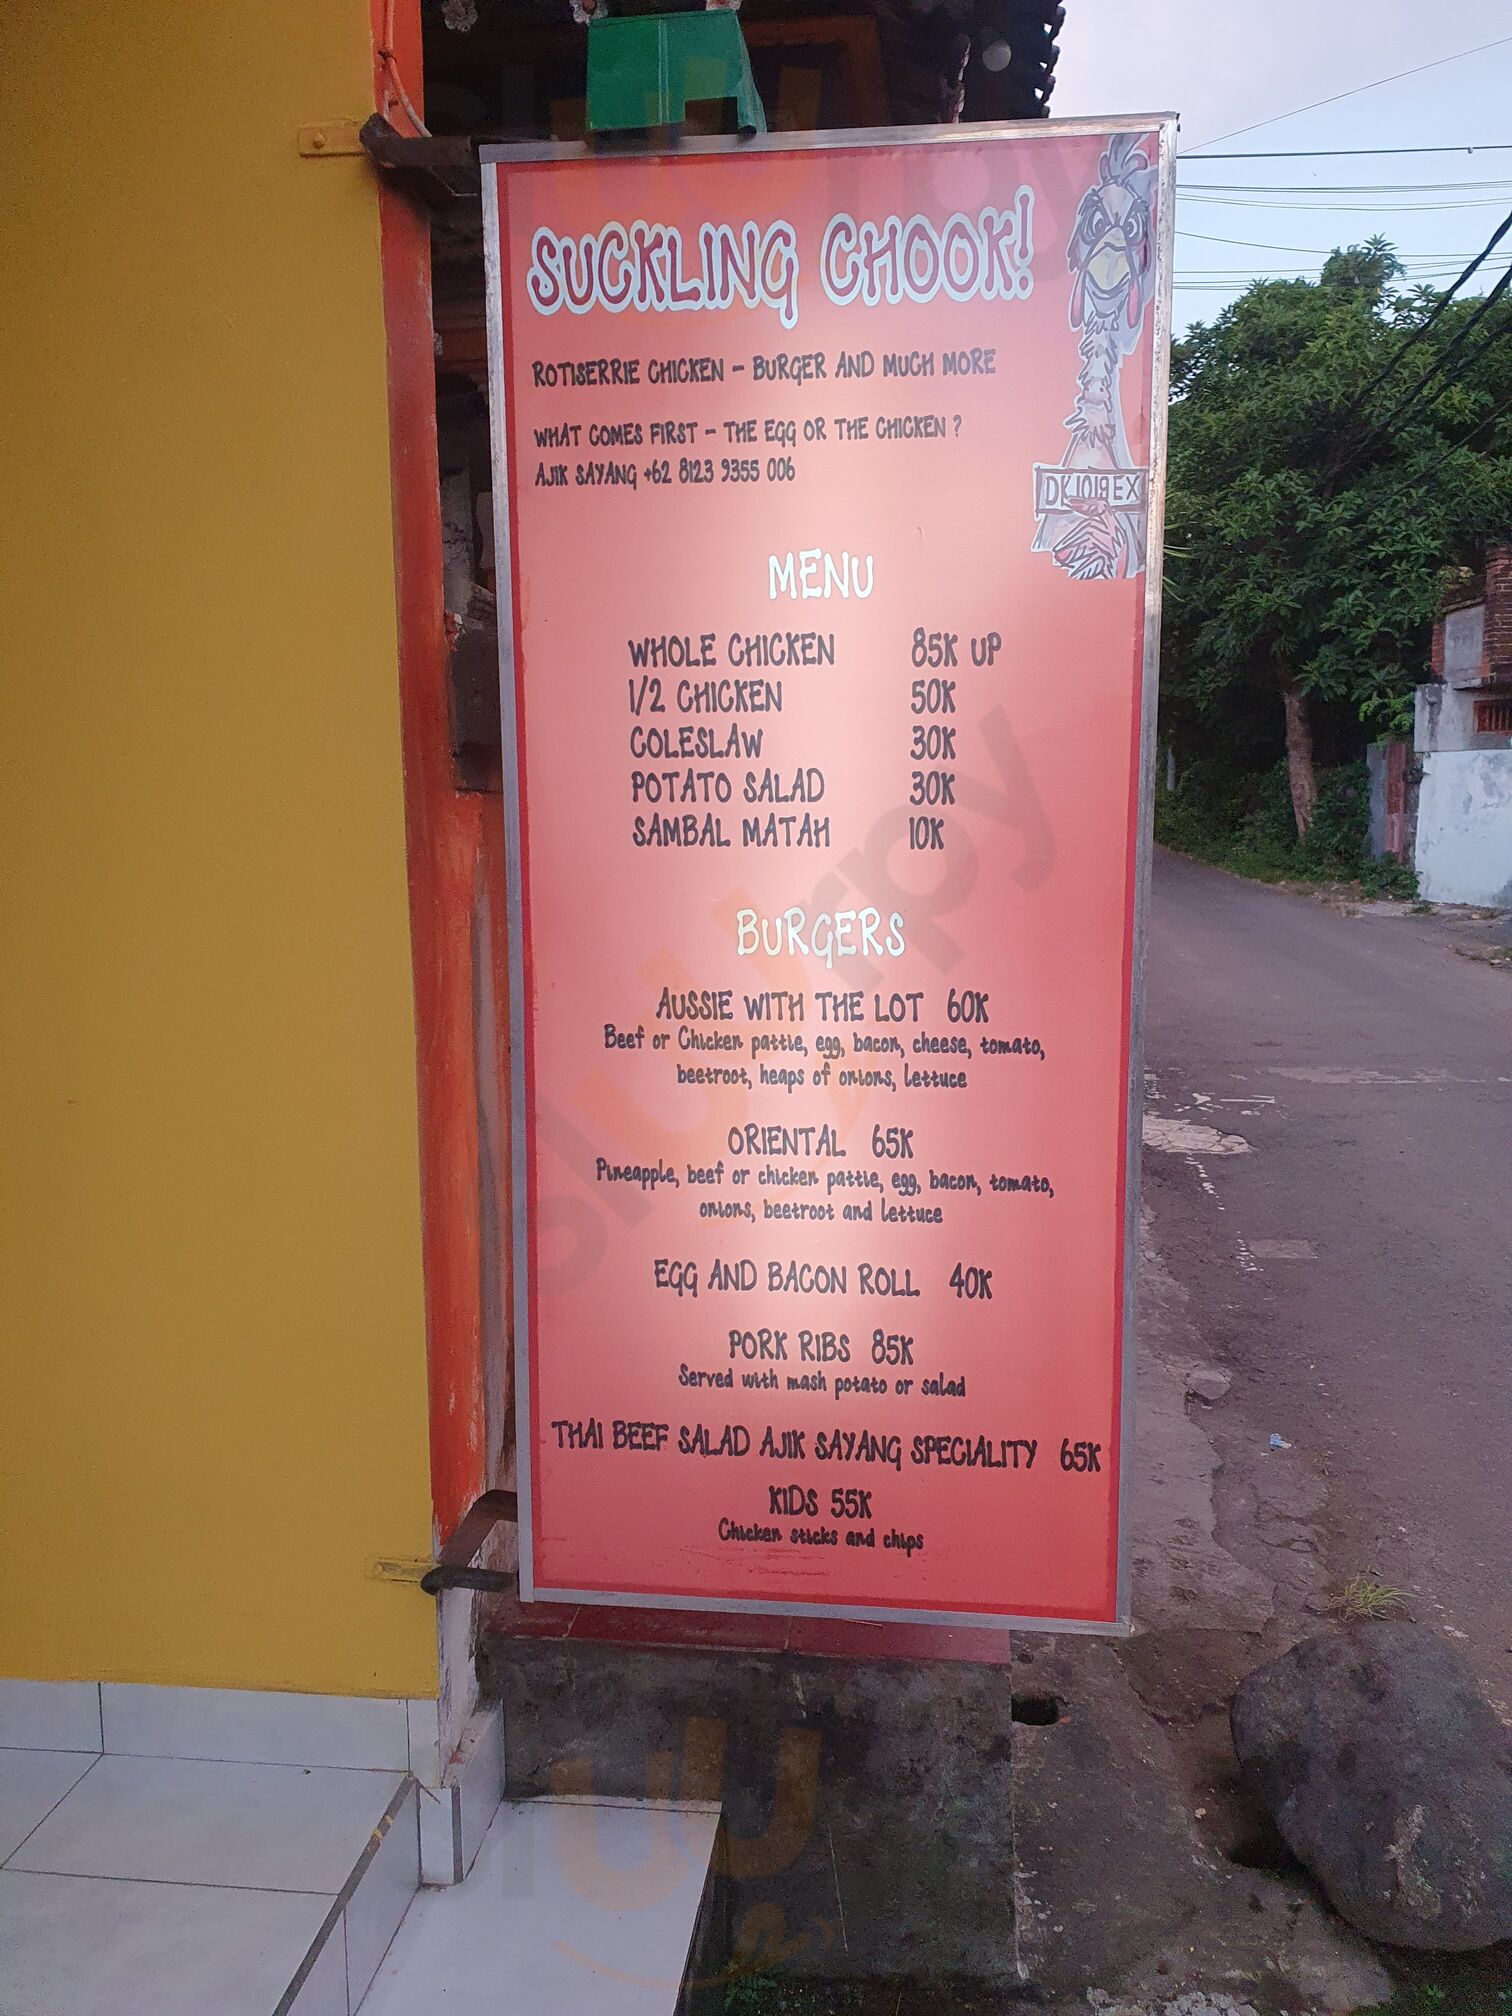 SUCKLING CHOOK!
ROTISERRIE CHICKEN - BURGER AND MUCH MORE
WHAT COMES FIRST - THE EGG OR THE CHICKEN ?
AJIK SAYANG +62 8123 9355 006
DK 1019 EX
MENU
WHOLE CHICKEN 85K UP
1/2 CHICKEN 50K
COLESLAW 30K
POTATO SALAD 30K
SAMBAL MATAH 10K
BURGERS
AUSSIE WITH THE LOT 60K
Beef or Chicken pattie, egg, bacon, cheese, tomato,
beetroot, heaps of onions, lettuce
ORIENTAL 65K
Pineapple, beef or chicken pattie, egg, bacon, tomato,
onions, beetroot and lettuce
EGG AND BACON ROLL 40K
PORK RIBS 85K
Served with mash potato or salad
THAI BEEF SALAD AJIK SAYANG SPECIALITY 65K
KIDS 55K
Chicken sticks and chips
slurpy